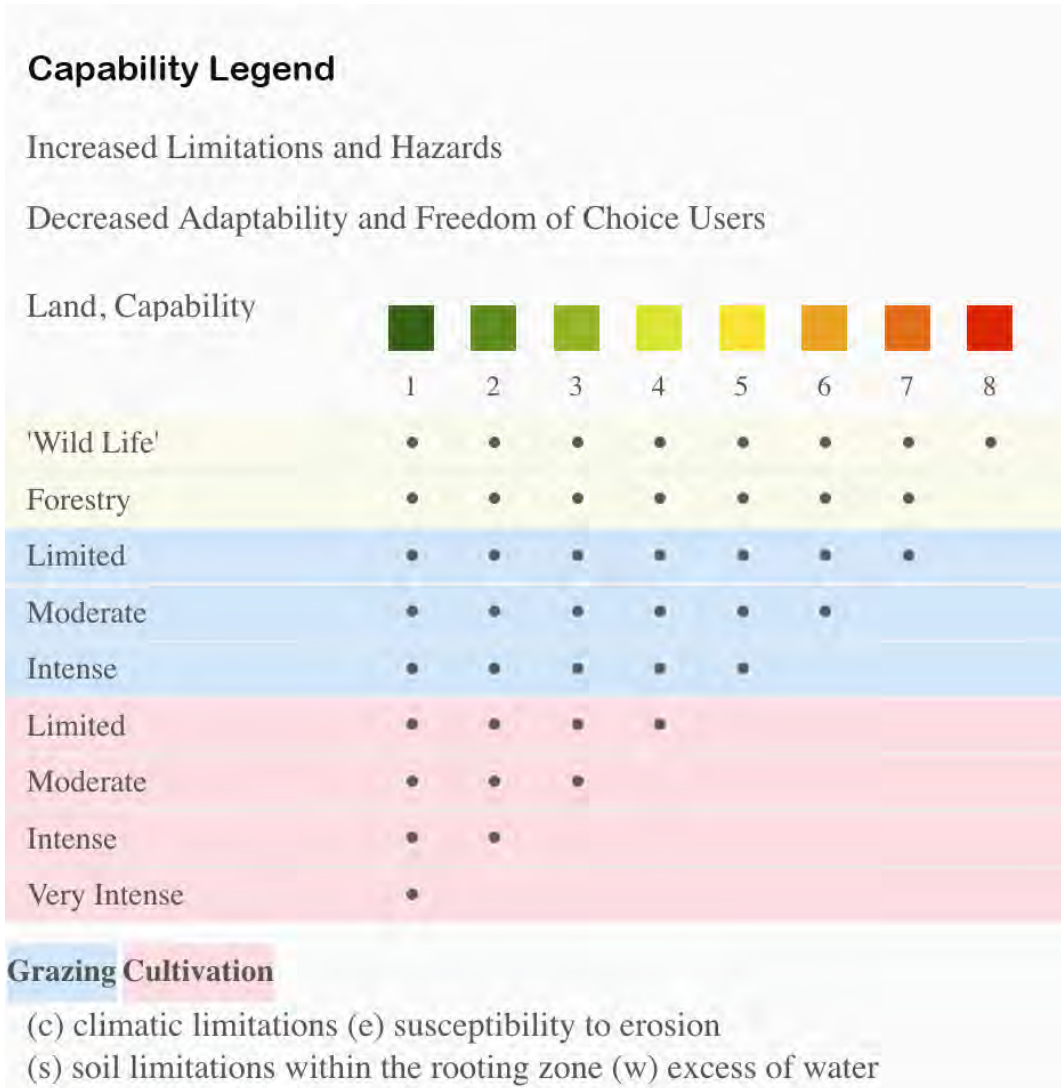 Capability Legend
Increased Limitations and Hazards
Decreased Adaptability and Freedom of Choice Users
Land, Capability
1 2 3 4 5 6 7 8
'Wild Life'
Forestry
Limited
Moderate
Intense
Limited
Moderate
Intense
Very Intense
Grazing Cultivation
(c) climatic limitations (e) susceptibility to erosion
(s) soil limitations within the rooting zone (w) excess of water